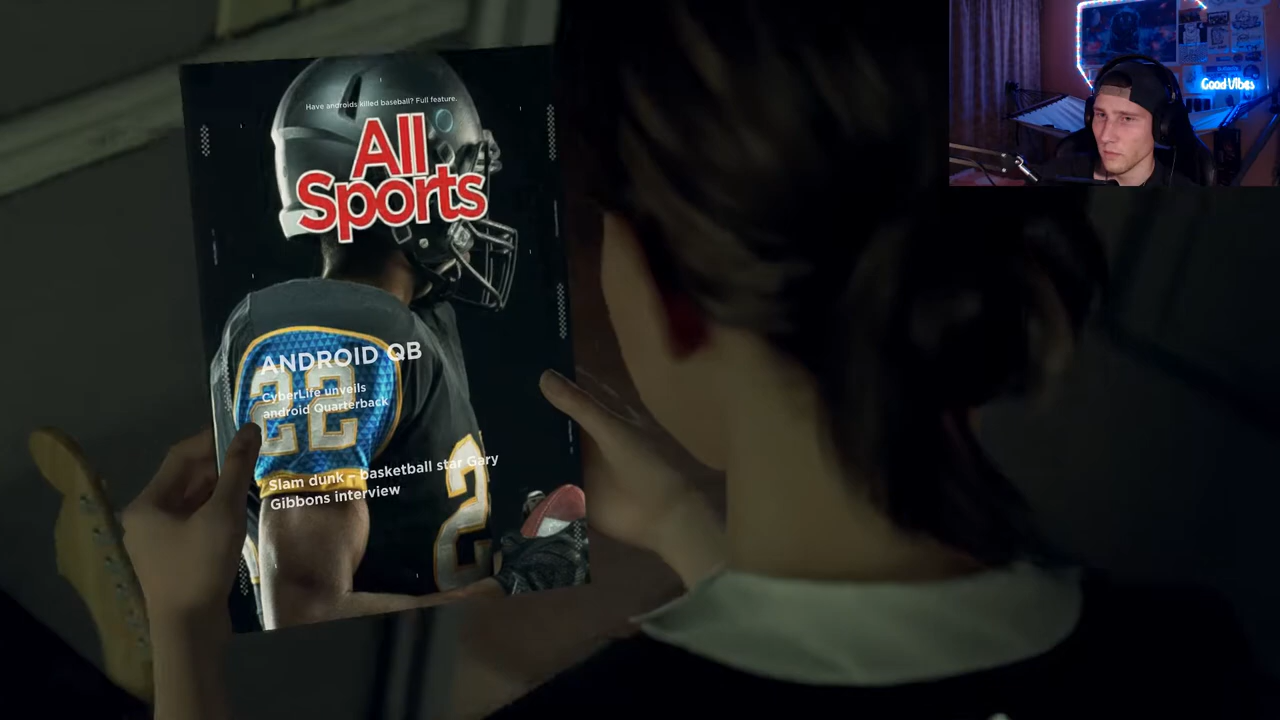 Have androids killed baseball? Full feature.
All
Sports
ANDROID QB
22
CyberLife unveils
android Quarterback
Slam dunk - basketball star Gary
Gibbons interview
2
Good Vibes